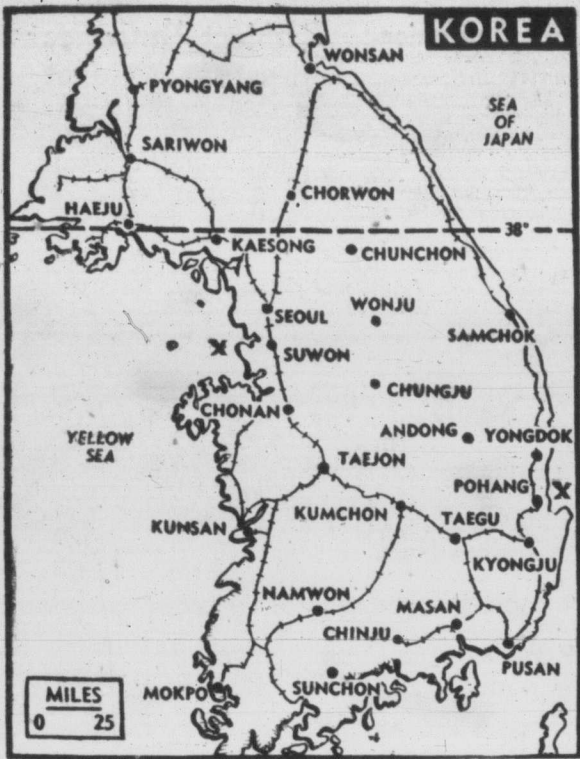 KOREA
WONSAN
PYONGYANG
SEA
OF
JAPAN
SARIWON
CHORWON
HAEJU
38°
KAESONG
CHUNCHON
SEOUL
WONJU
SAMCHOK
SUWON
X
CHUNGJU
CHONAN
ANDONG
YONGDOK
YELLOW
SEA
TAEJON
POHANG
X
KUNSAN
KUMCHON
TAEGU
KYONGJU
NAMWON
MASAN
CHINJU
PUSAN
MILES
0 25
MOKPO
SUNCHON